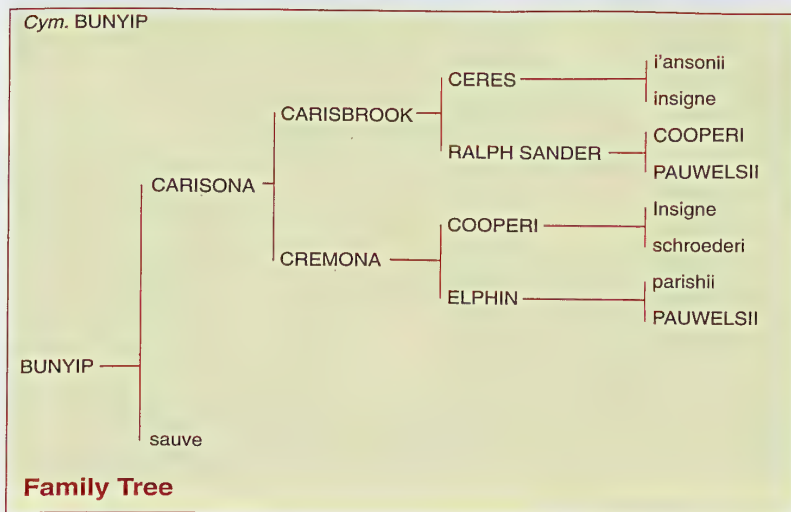 Cym. BUNYIP
i'ansonii
CERES
insigne
CARISBROOK
COOPERI
RALPH SANDER
PAUWELSII
CARISONA
Insigne
COOPERI
schroederi
CREMONA
parishii
ELPHIN
PAUWELSII
BUNYIP
sauve
Family Tree